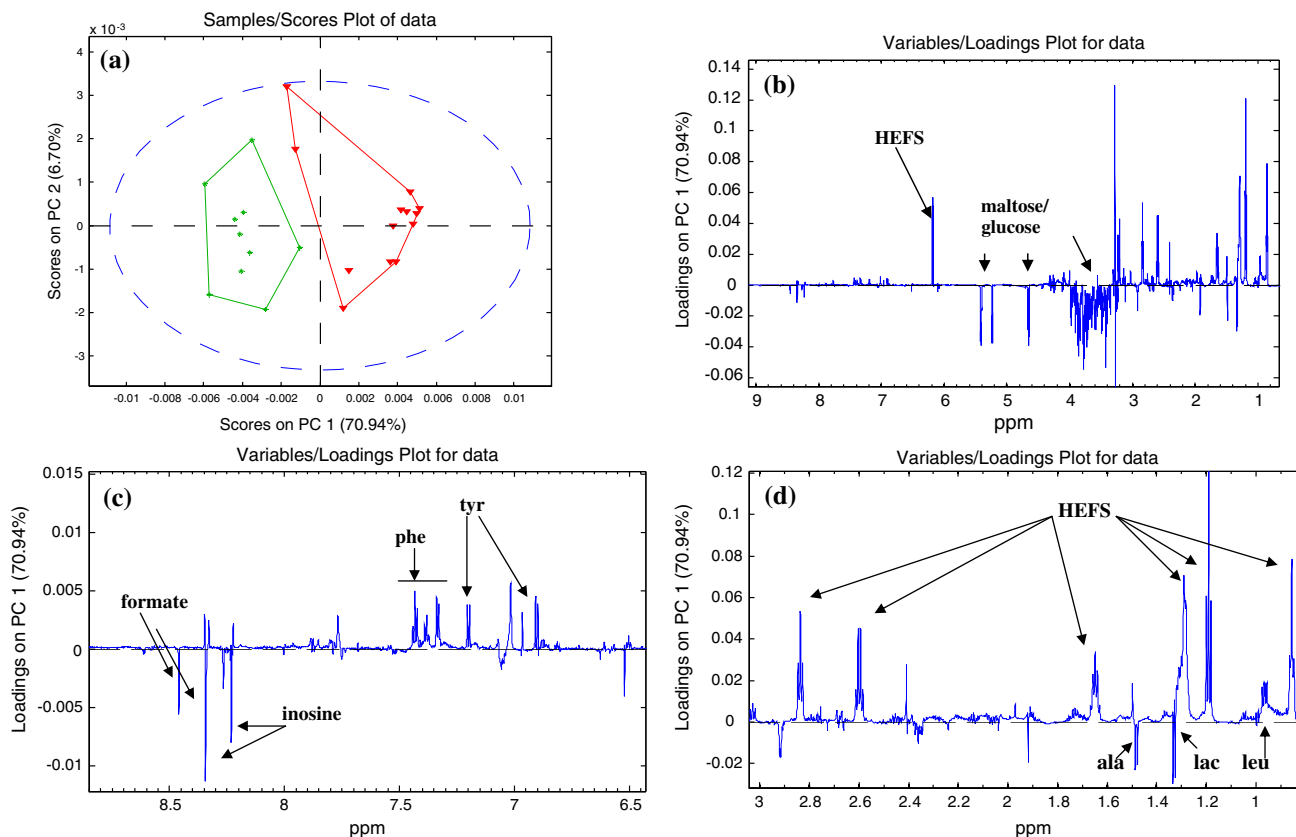 Samples/Scores Plot of data
x 10^-3
(a)
4
3
2
1
0
-1
-2
-3
Scores on PC 2 (6.70%)
-0.01 -0.008 -0.006 -0.004 -0.002 0 0.002 0.004 0.006 0.008 0.01
Scores on PC 1 (70.94%)
Variables/Loadings Plot for data
(b)
0.14
0.12
0.10
0.08
0.06
0.04
0.02
0
-0.02
-0.04
-0.06
Loadings on PC 1 (70.94%)
HEFS
maltose/
glucose
9 8 7 6 5 4 3 2 1
ppm
Variables/Loadings Plot for data
(c)
0.015
0.01
0.005
0
-0.005
-0.01
Loadings on PC 1 (70.94%)
tyr
phe
formate
inosine
8.5 8 7.5 7 6.5
ppm
Variables/Loadings Plot for data
(d)
0.12
0.10
0.08
0.06
0.04
0.02
0
-0.02
Loadings on PC 1 (70.94%)
HEFS
ala lac leu
3 2.8 2.6 2.4 2.2 2 1.8 1.6 1.4 1.2 1
ppm